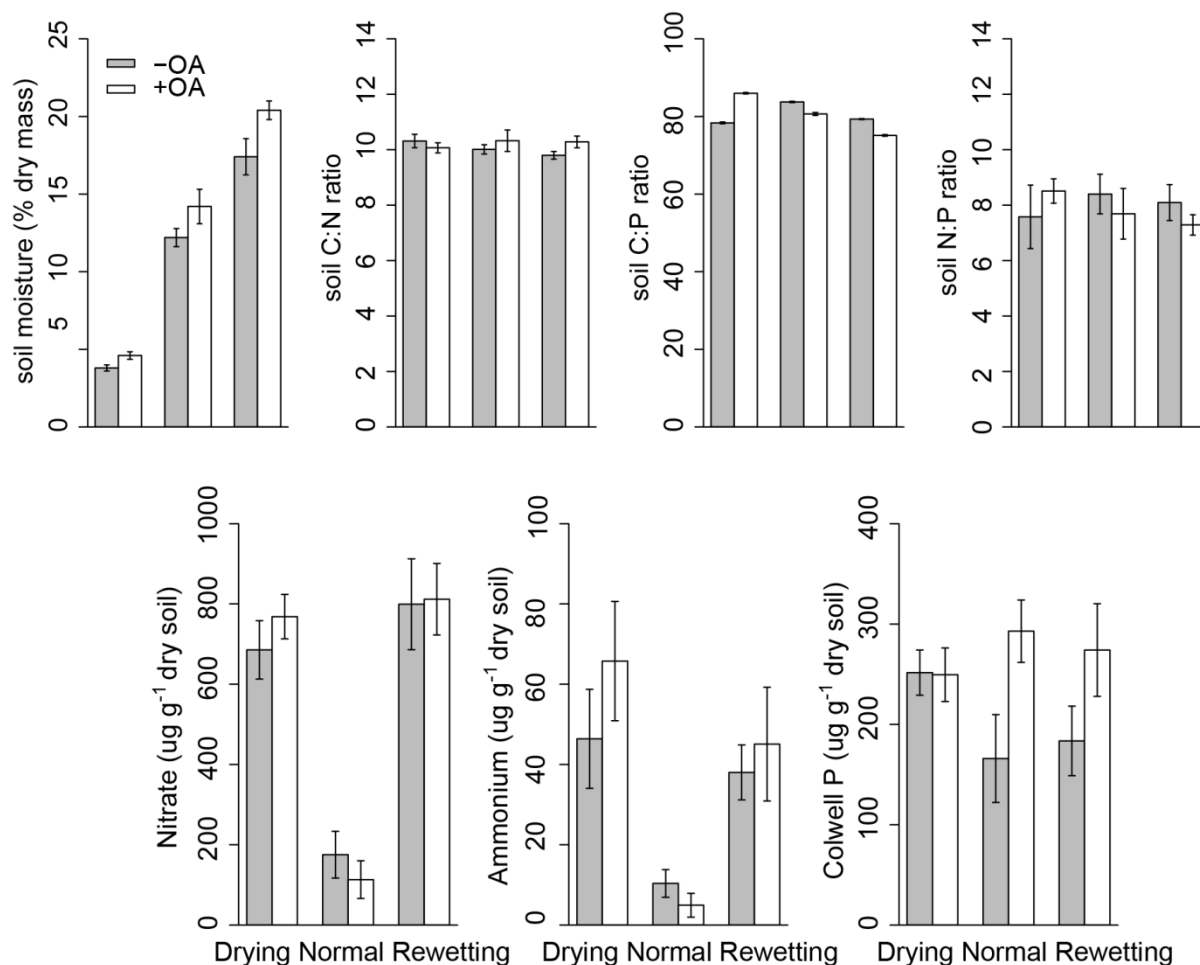 soil moisture (% dry mass)
0 5 10 15 20 25
−OA
+OA
soil C:N ratio
0 2 4 6 8 10 12 14
soil C:P ratio
0 20 40 60 80 100
soil N:P ratio
0 2 4 6 8 10 12 14
Nitrate (ug g⁻¹ dry soil)
0 200 400 600 800 1000
Drying Normal Rewetting
Ammonium (ug g⁻¹ dry soil)
0 20 40 60 80 100
Drying Normal Rewetting
Colwell P (ug g⁻¹ dry soil)
0 100 200 300 400
Drying Normal Rewetting